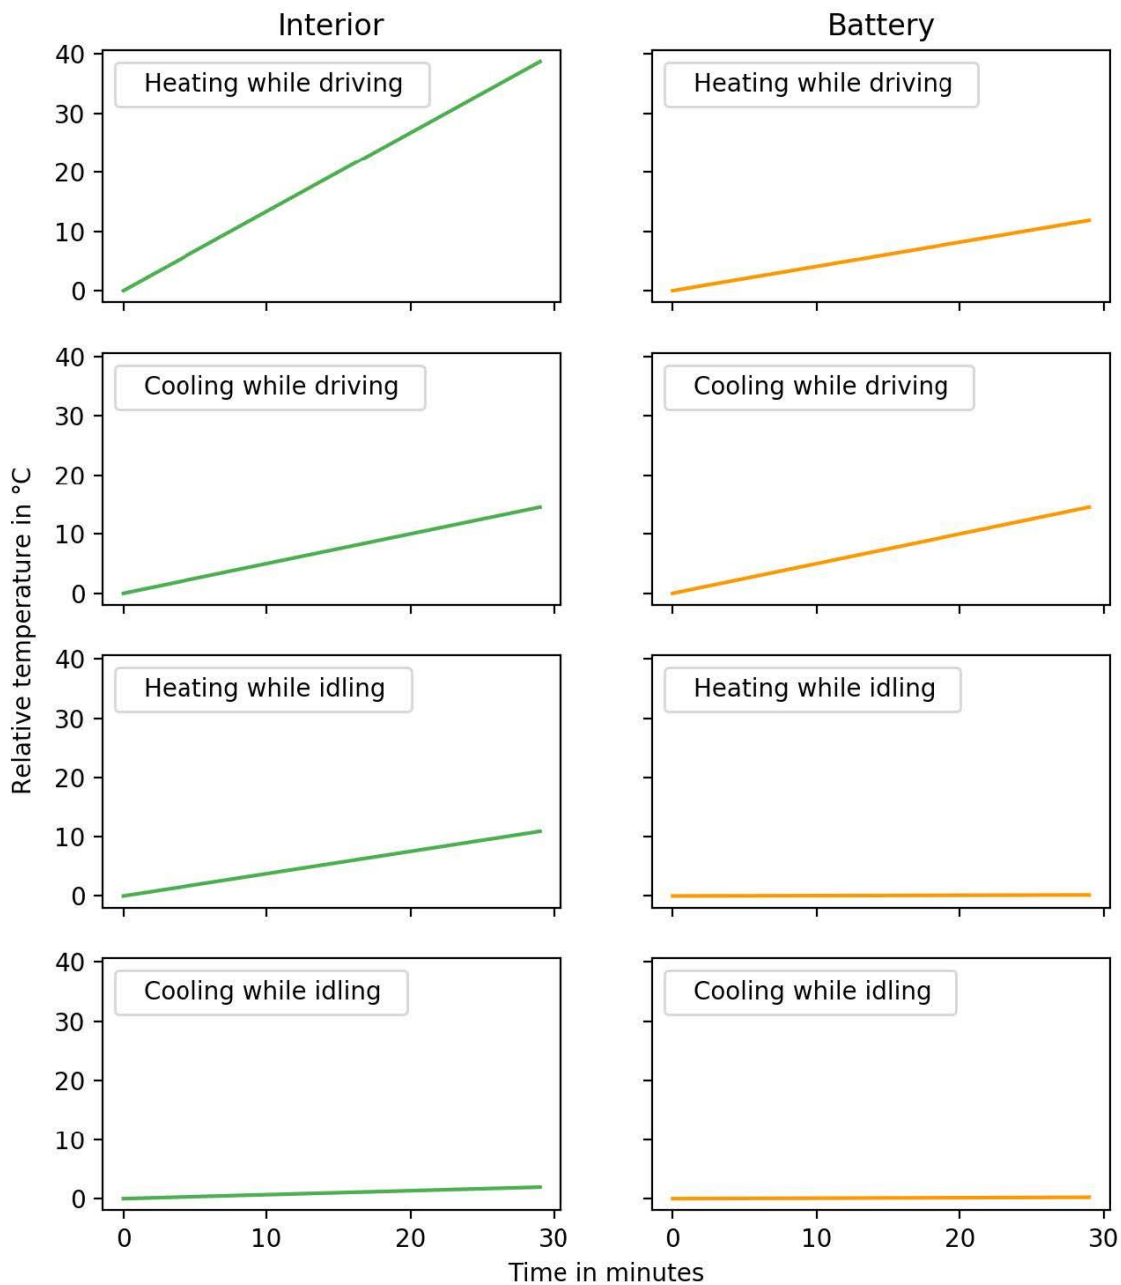 Interior
Battery
40
30
20
10
0
Heating while driving
Heating while driving
40
30
20
10
0
Cooling while driving
Cooling while driving
Relative temperature in °C
40
30
20
10
0
Heating while idling
Heating while idling
40
30
20
10
0
Cooling while idling
Cooling while idling
0 10 20 30
0 10 20 30
Time in minutes